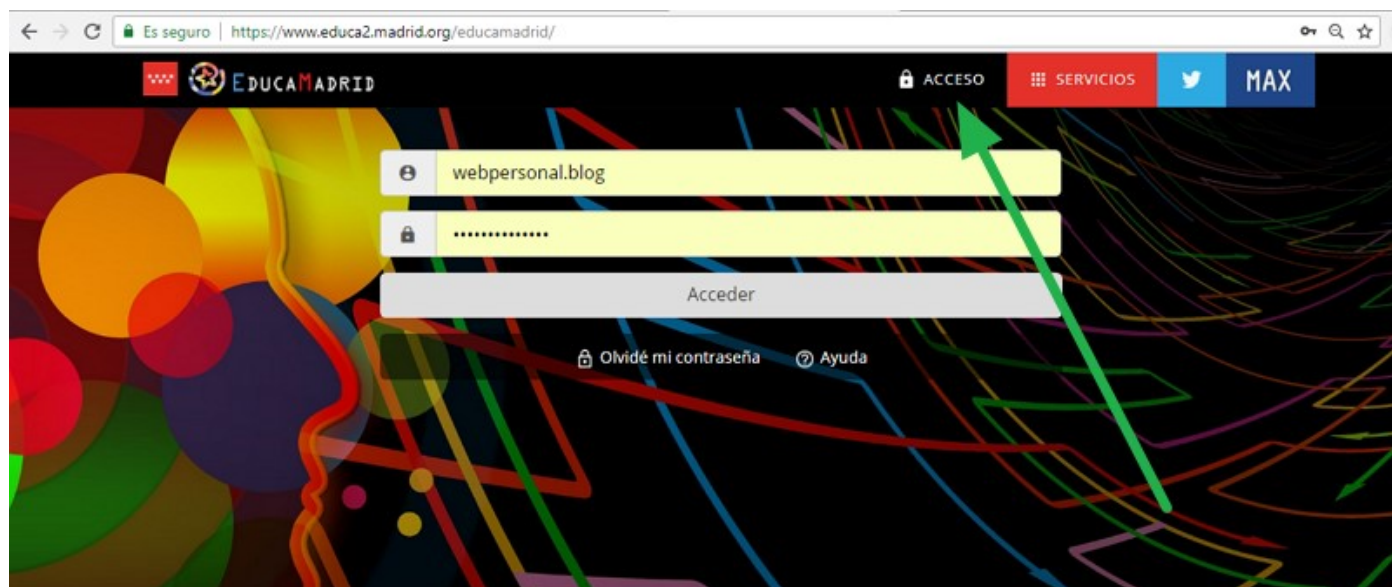 Es seguro | https://www.educa2.madrid.org/educamadrid/
EDUCAMADRID ACCESO SERVICIOS MAX
webpersonal.blog
••••••••••••••
Acceder
Olvidé mi contraseña Ayuda